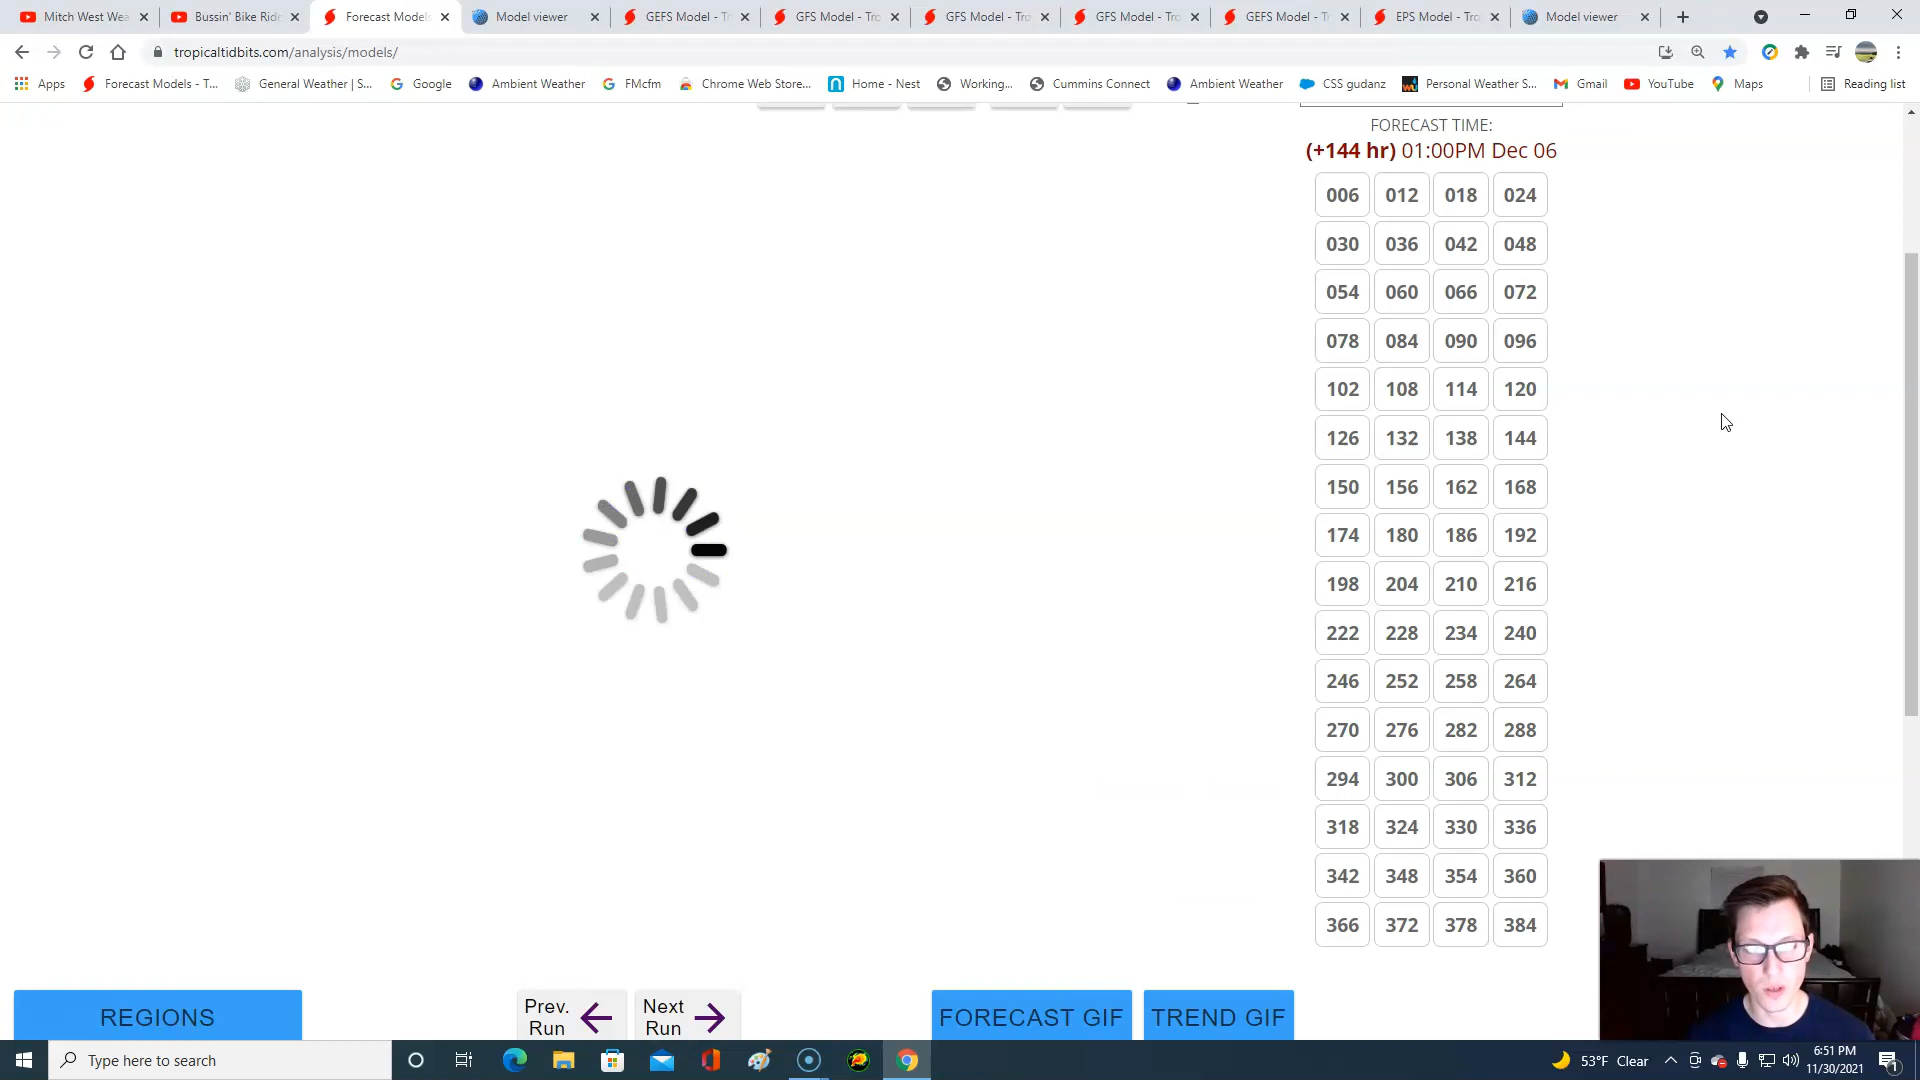 Mitch West Wea
Bussin' Bike Ride
Forecast Models
Model viewer
GEFS Model - Tr
GFS Model - Tro
GFS Model - Tro
GFS Model - Tro
GEFS Model - Tr
EPS Model - Tro
Model viewer
tropicaltidbits.com/analysis/models/
Apps
Forecast Models - T...
General Weather | S...
Google
Ambient Weather
FMcfm
Chrome Web Store...
Home - Nest
Working...
Cummins Connect
Ambient Weather
CSS gudanz
Personal Weather S...
Gmail
YouTube
Maps
Reading list
FORECAST TIME:
(+144 hr) 01:00PM Dec 06
006 012 018 024
030 036 042 048
054 060 066 072
078 084 090 096
102 108 114 120
126 132 138 144
150 156 162 168
174 180 186 192
198 204 210 216
222 228 234 240
246 252 258 264
270 276 282 288
294 300 306 312
318 324 330 336
342 348 354 360
366 372 378 384
REGIONS
Prev.
Run
Next
Run
FORECAST GIF
TREND GIF
Type here to search
53°F Clear
6:51 PM
11/30/2021
1